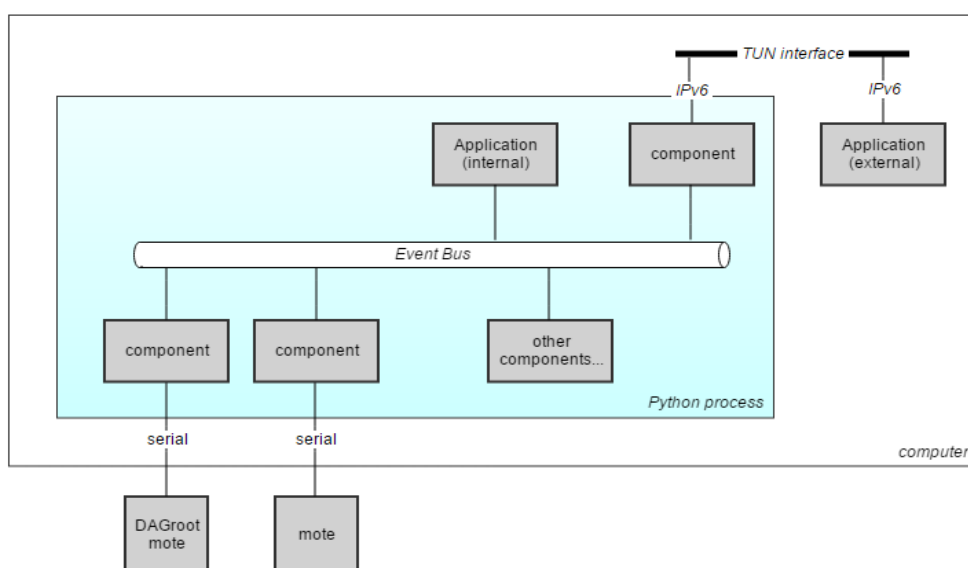 TUN interface
IPv6
IPv6
Application
(internal)
component
Application
(external)
Event Bus
component
component
other
components...
Python process
serial
serial
computer
DAGroot
mote
mote